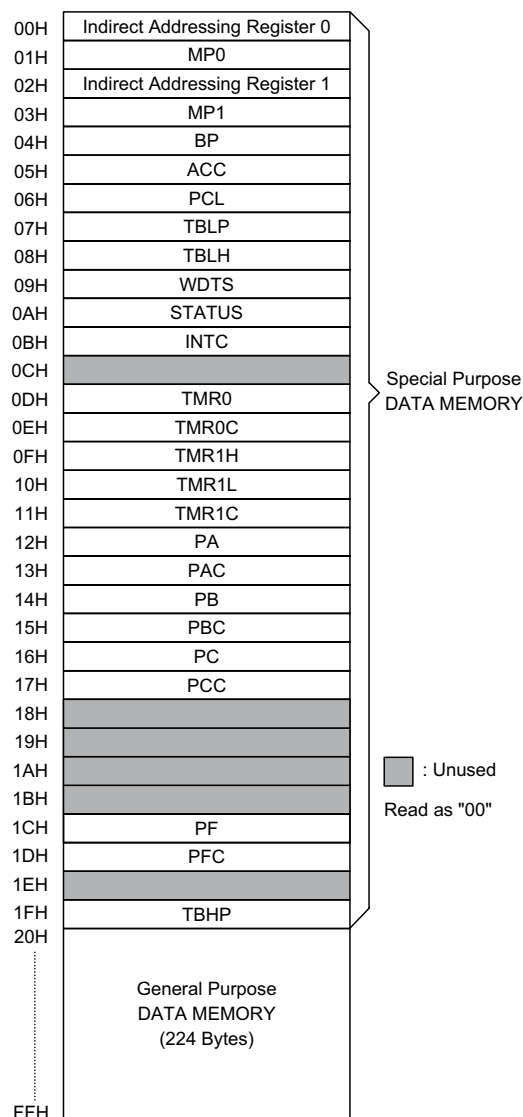 00H Indirect Addressing Register 0
01H MP0
02H Indirect Addressing Register 1
03H MP1
04H BP
05H ACC
06H PCL
07H TBLP
08H TBLH
09H WDTS
0AH STATUS
0BH INTC
0CH
Special Purpose
DATA MEMORY
0DH TMR0
0EH TMR0C
0FH TMR1H
10H TMR1L
11H TMR1C
12H PA
13H PAC
14H PB
15H PBC
16H PC
17H PCC
18H
19H
1AH
1BH
: Unused
Read as "00"
1CH PF
1DH PFC
1EH
1FH TBHP
20H
General Purpose
DATA MEMORY
(224 Bytes)
FFH